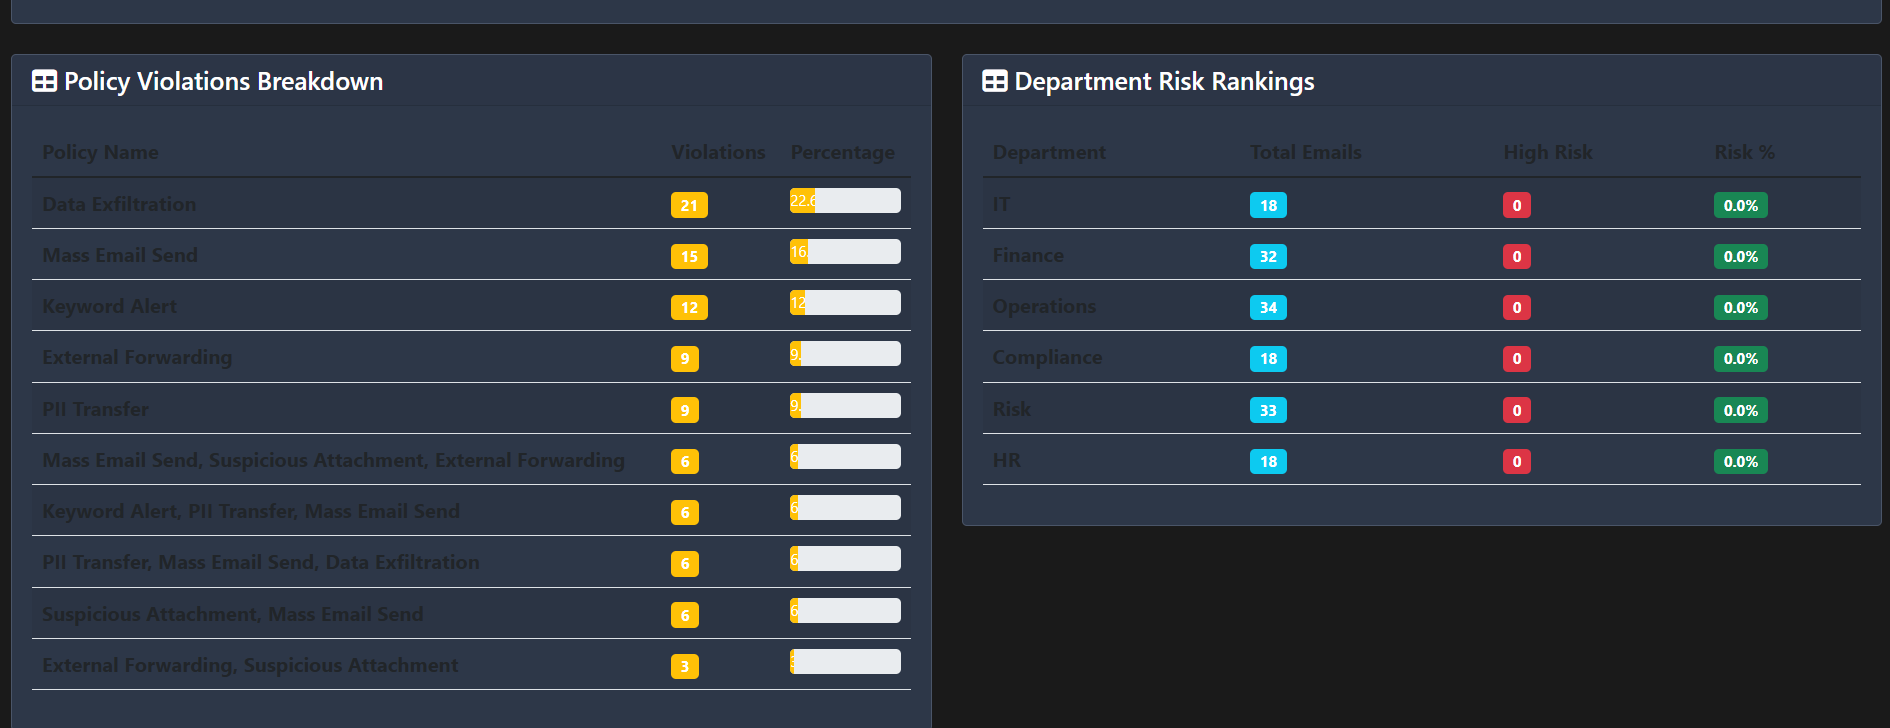 Policy Violations Breakdown
Policy Name Violations Percentage
Data Exfiltration 21 22.6
Mass Email Send 15 16.
Keyword Alert 12 12
External Forwarding 9 9.
PII Transfer 9 9.
Mass Email Send, Suspicious Attachment, External Forwarding 6 6
Keyword Alert, PII Transfer, Mass Email Send 6 6
PII Transfer, Mass Email Send, Data Exfiltration 6 6
Suspicious Attachment, Mass Email Send 6 6
External Forwarding, Suspicious Attachment 3
Department Risk Rankings
Department Total Emails High Risk Risk %
IT 18 0 0.0%
Finance 32 0 0.0%
Operations 34 0 0.0%
Compliance 18 0 0.0%
Risk 33 0 0.0%
HR 18 0 0.0%